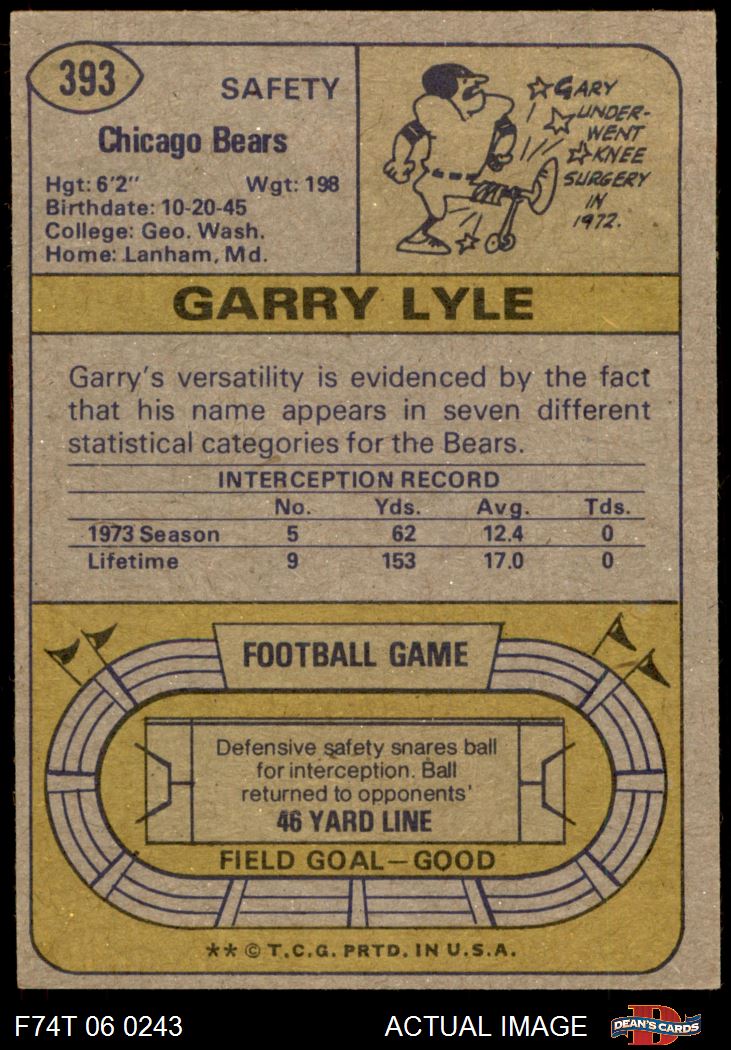 393
SAFETY
Chicago Bears
Hgt: 6'2" Wgt: 198
Birthdate: 10-20-45
College: Geo. Wash.
Home: Lanham, Md.
GARY
UNDER-
WENT
KNEE
SURGERY
IN
1972.
GARRY LYLE
Garry's versatility is evidenced by the fact
that his name appears in seven different
statistical categories for the Bears.
INTERCEPTION RECORD
No. Yds. Avg. Tds.
1973 Season 5 62 12.4 0
Lifetime 9 153 17.0 0
FOOTBALL GAME
Defensive safety snares ball
for interception. Ball
returned to opponents'
46 YARD LINE
FIELD GOAL—GOOD
** © T.C.G. PRTD. IN U.S.A.
F74T 06 0243 ACTUAL IMAGE
D
DEAN'S CARDS